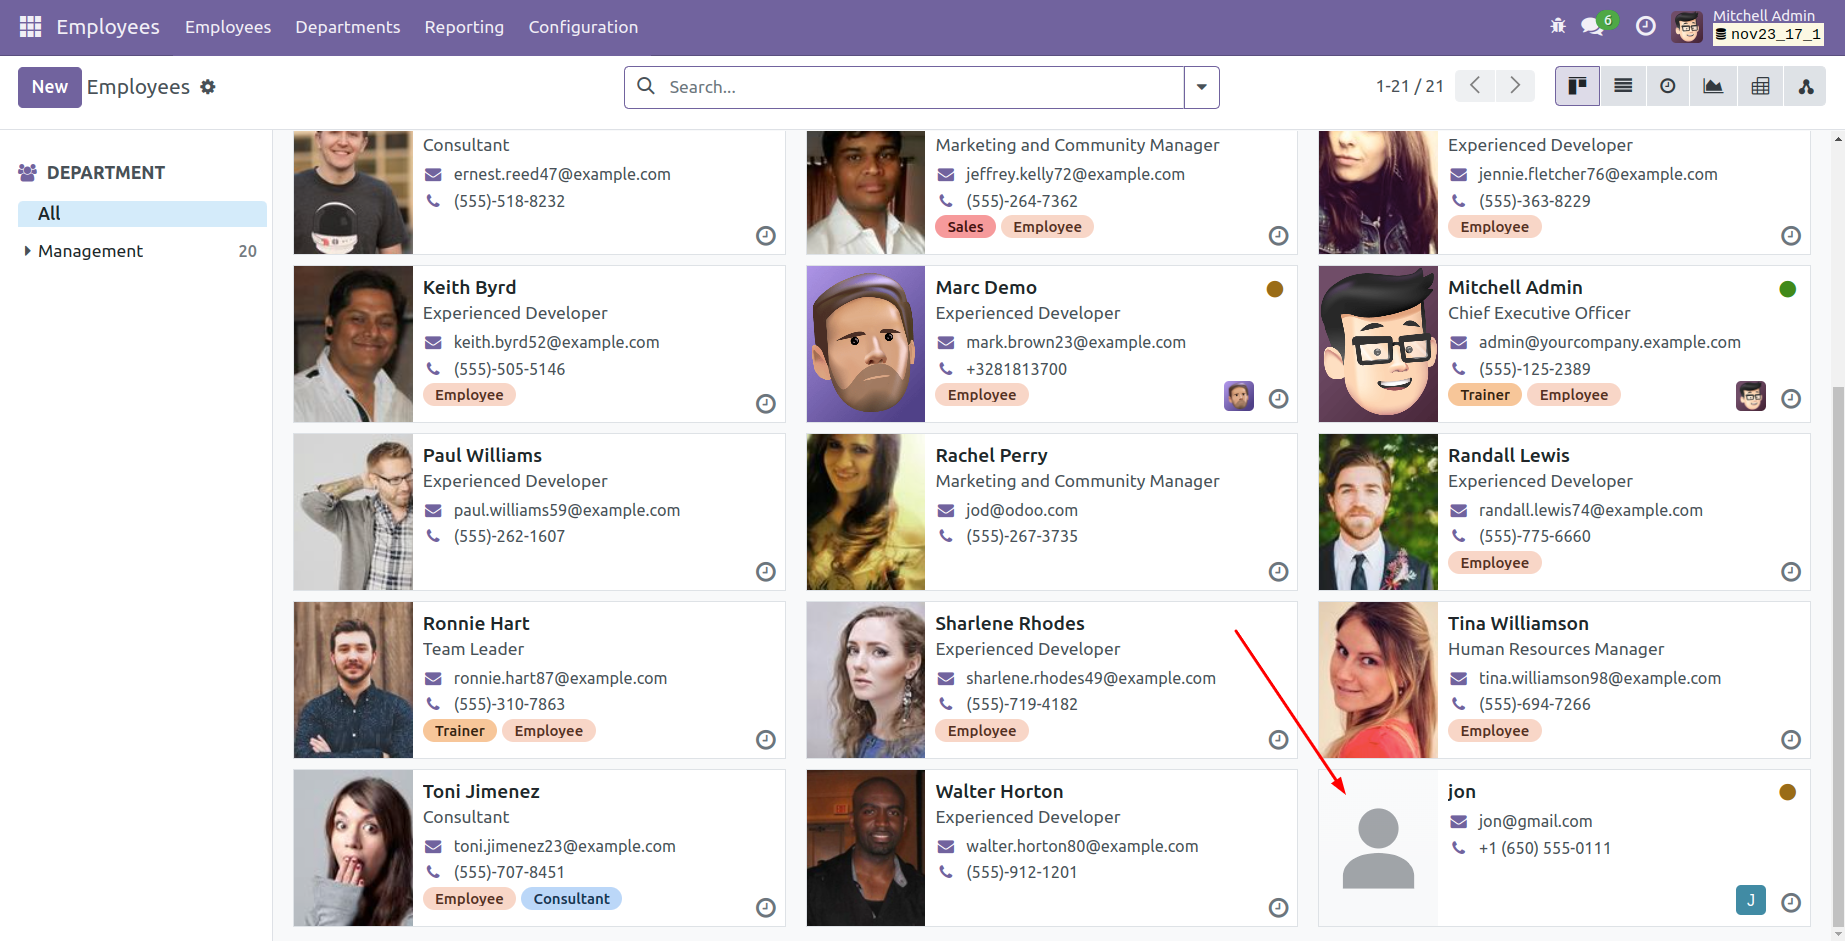 Employees Employees Departments Reporting Configuration 6 Mitchell Admin
nov23_17_1
New Employees Search... 1-21 / 21
DEPARTMENT
All
Management 20
Consultant
ernest.reed47@example.com
(555)-518-8232
Marketing and Community Manager
jeffrey.kelly72@example.com
(555)-264-7362
Sales Employee
Experienced Developer
jennie.fletcher76@example.com
(555)-363-8229
Employee
Keith Byrd
Experienced Developer
keith.byrd52@example.com
(555)-505-5146
Employee
Marc Demo
Experienced Developer
mark.brown23@example.com
+3281813700
Employee
Mitchell Admin
Chief Executive Officer
admin@yourcompany.example.com
(555)-125-2389
Trainer Employee
Paul Williams
Experienced Developer
paul.williams59@example.com
(555)-262-1607
Rachel Perry
Marketing and Community Manager
jod@odoo.com
(555)-267-3735
Randall Lewis
Experienced Developer
randall.lewis74@example.com
(555)-775-6660
Employee
Ronnie Hart
Team Leader
ronnie.hart87@example.com
(555)-310-7863
Trainer Employee
Sharlene Rhodes
Experienced Developer
sharlene.rhodes49@example.com
(555)-719-4182
Employee
Tina Williamson
Human Resources Manager
tina.williamson98@example.com
(555)-694-7266
Employee
Toni Jimenez
Consultant
toni.jimenez23@example.com
(555)-707-8451
Employee Consultant
Walter Horton
Experienced Developer
walter.horton80@example.com
(555)-912-1201
jon
jon@gmail.com
+1 (650) 555-0111
J